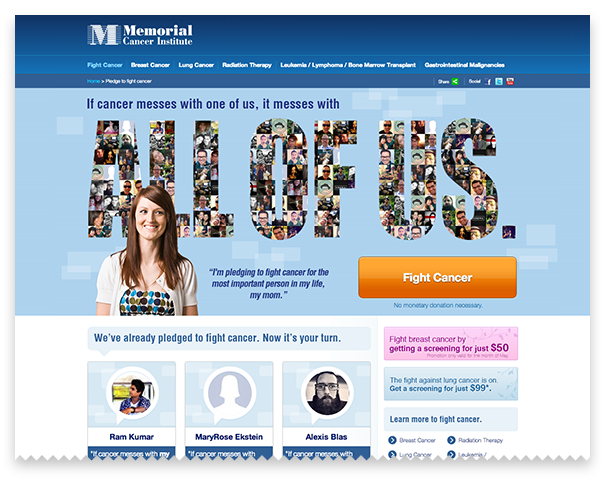 Memorial
Cancer Institute
Fight Cancer Breast Cancer Lung Cancer Radiation Therapy Leukemia / Lymphoma / Bone Marrow Transplant Gastrointestinal Malignancies
Home > Pledge to fight cancer Share Social
If cancer messes with one of us, it messes with
ALL OF US.
"I'm pledging to fight cancer for the
most important person in my life,
my mom."
Fight Cancer
No monetary donation necessary.
We've already pledged to fight cancer. Now it's your turn.
Ram Kumar
"If cancer messes with my
MaryRose Ekstein
"If cancer messes with
Alexis Blas
"If cancer messes with
Fight breast cancer by
getting a screening for just $50
Promotion only valid for the month of May.
The fight against lung cancer is on.
Get a screening for just $99*.
Learn more to fight cancer.
Breast Cancer
Radiation Therapy
Lung Cancer
Leukemia /